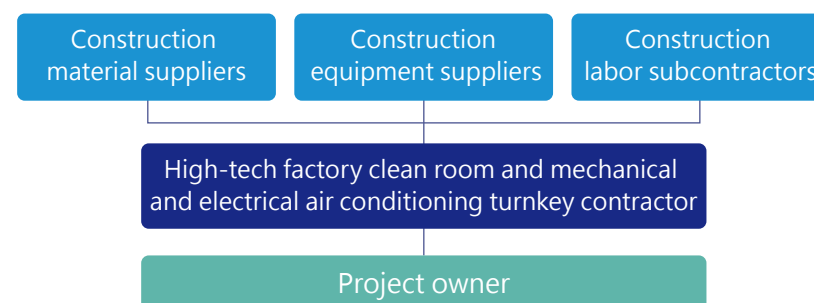 Construction
material suppliers
Construction
equipment suppliers
Construction
labor subcontractors
High-tech factory clean room and mechanical
and electrical air conditioning turnkey contractor
Project owner